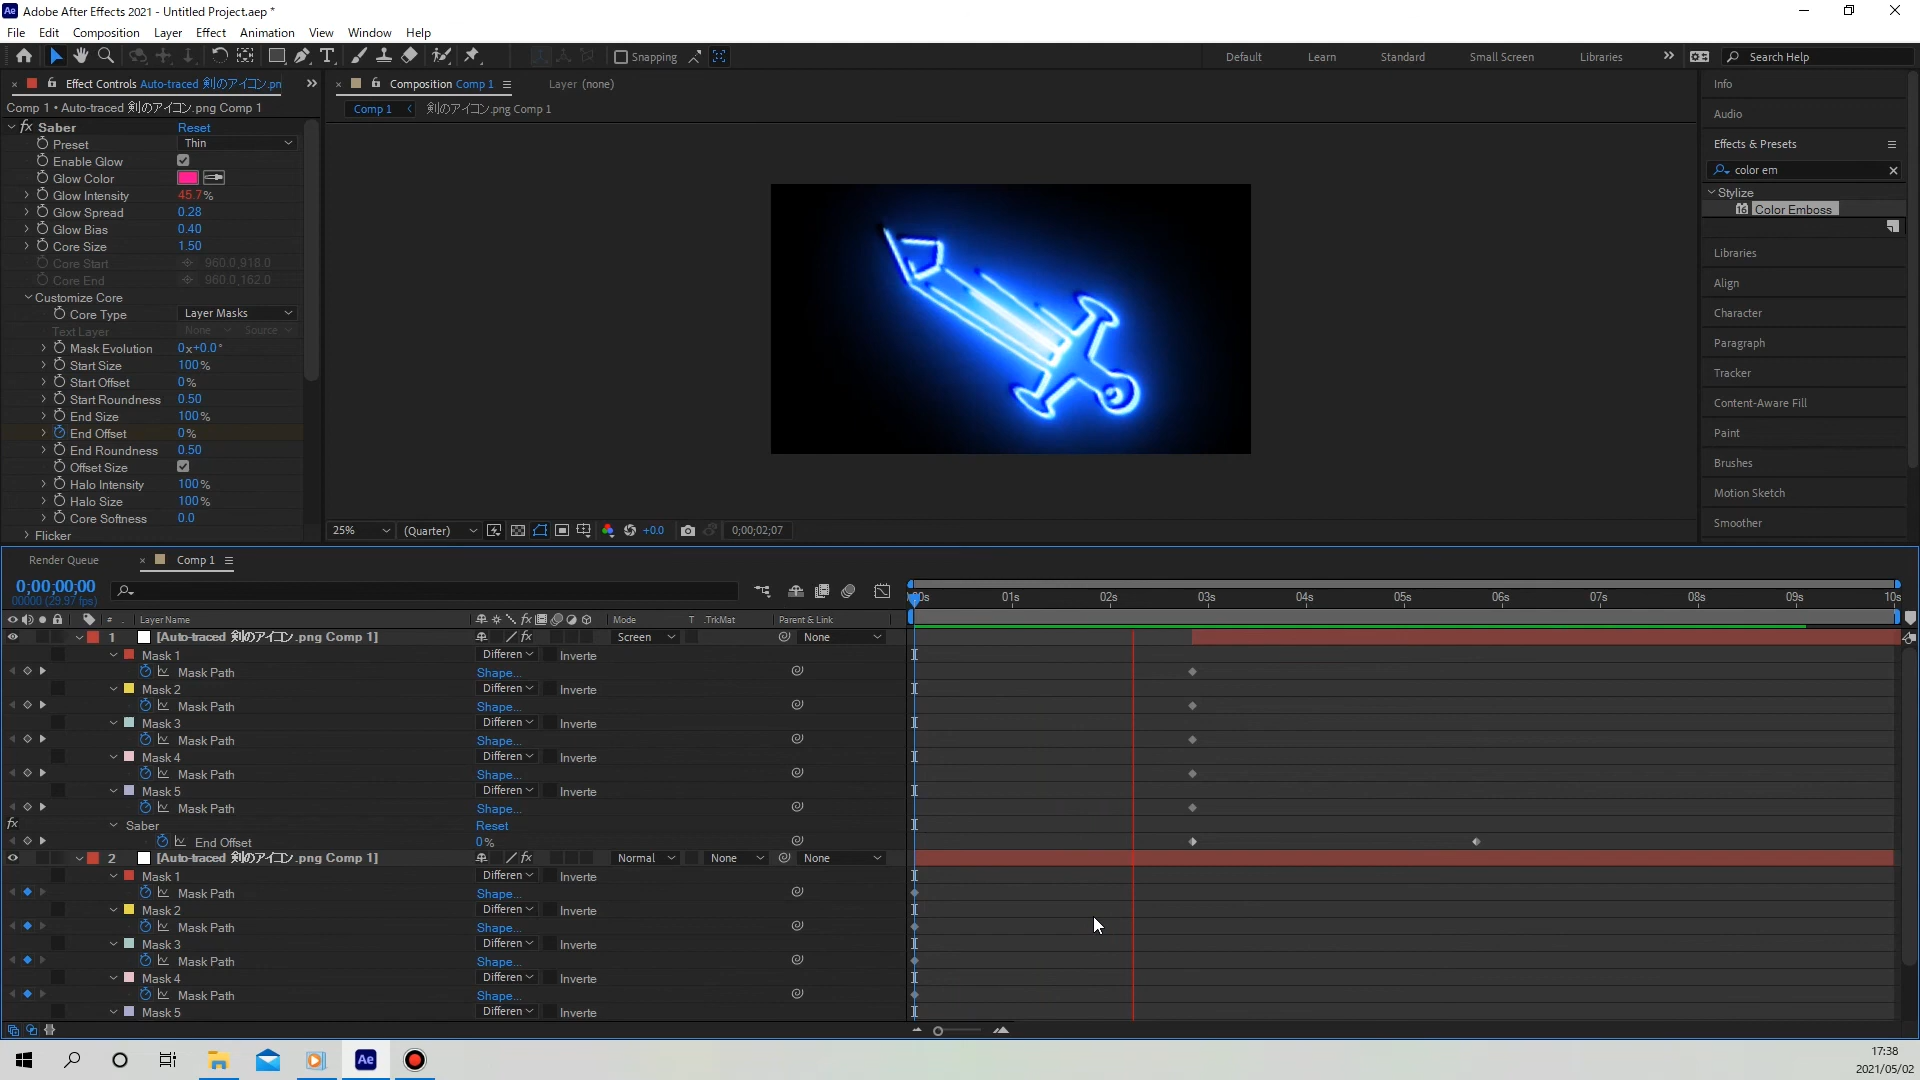 Adobe After Effects 2021 - Untitled Project.aep *
File Edit Composition Layer Effect Animation View Window Help
Snapping
Default Learn Standard Small Screen Libraries
Search Help
Effect Controls Auto-traced 剣のアイコン.pn
Comp 1 • Auto-traced 剣のアイコン.png Comp 1
fx Saber Reset
Preset Thin
Enable Glow
Glow Color
Glow Intensity 45.7%
Glow Spread 0.28
Glow Bias 0.40
Core Size 1.50
Core Start 960.0,918.0
Core End 960.0,162.0
Customize Core
Core Type Layer Masks
Text Layer None Source
Mask Evolution 0x+0.0°
Start Size 100%
Start Offset 0%
Start Roundness 0.50
End Size 100%
End Offset 0%
End Roundness 0.50
Offset Size
Halo Intensity 100%
Halo Size 100%
Core Softness 0.0
Flicker
Composition Comp 1
Layer (none)
Comp 1 剣のアイコン.png Comp 1
25% (Quarter) +0.0 0;00;02;07
Info
Audio
Effects & Presets
color em
Stylize
16 Color Emboss
Libraries
Align
Character
Paragraph
Tracker
Content-Aware Fill
Paint
Brushes
Motion Sketch
Smoother
Render Queue Comp 1
0;00;00;00
00000 (29.97 fps)
:00s 01s 02s 03s 04s 05s 06s 07s 08s 09s 10s
# Layer Name fx Mode T .TrkMat Parent & Link
1 [Auto-traced 剣のアイコン.png Comp 1] fx Screen None
Mask 1 Differen Inverte
Mask Path Shape...
Mask 2 Differen Inverte
Mask Path Shape...
Mask 3 Differen Inverte
Mask Path Shape...
Mask 4 Differen Inverte
Mask Path Shape...
Mask 5 Differen Inverte
Mask Path Shape...
fx Saber Reset
End Offset 0%
2 [Auto-traced 剣のアイコン.png Comp 1] fx Normal None None
Mask 1 Differen Inverte
Mask Path Shape...
Mask 2 Differen Inverte
Mask Path Shape...
Mask 3 Differen Inverte
Mask Path Shape...
Mask 4 Differen Inverte
Mask Path Shape...
Mask 5 Differen Inverte
Ae
17:38
2021/05/02